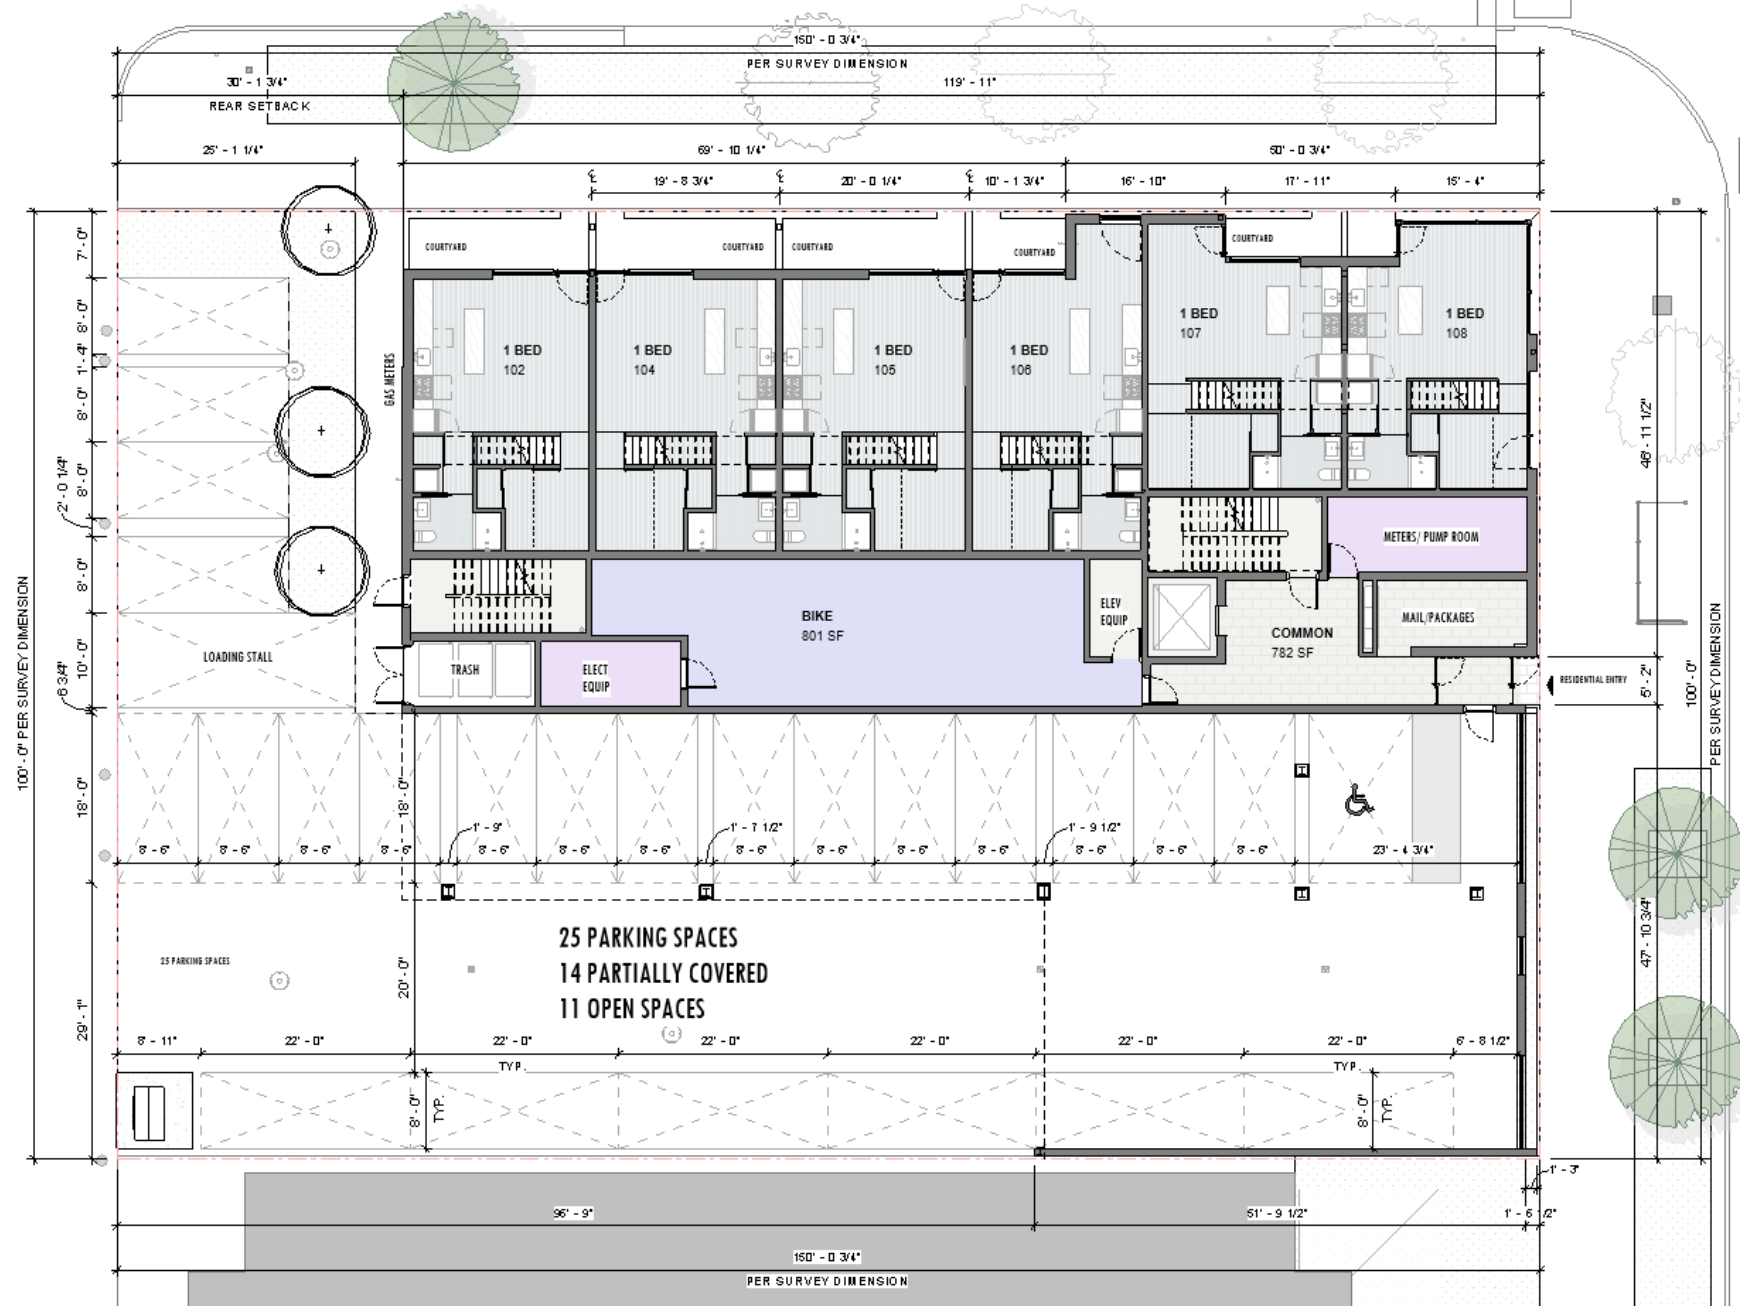 150' - 0 3/4"
PER SURVEY DIMENSION
30' - 1 3/4"
119' - 11"
REAR SETBACK
25' - 1 1/4"
69' - 10 1/4"
50' - 0 3/4"
19' - 8 3/4"
20' - 0 1/4"
10' - 1 3/4"
16' - 10"
17' - 11"
15' - 4"
7' - 0"
8' - 0"
1' - 4"
8' - 0"
8' - 0"
2' - 0 1/4"
8' - 0"
10' - 0"
6 3/4"
18' - 0"
29' - 1"
100' - 0" PER SURVEY DIMENSION
COURTYARD
COURTYARD
COURTYARD
COURTYARD
COURTYARD
GAS METERS
1 BED
102
1 BED
104
1 BED
105
1 BED
106
1 BED
107
1 BED
108
METERS/ PUMP ROOM
BIKE
801 SF
ELEV
EQUIP
COMMON
782 SF
MAIL/PACKAGES
LOADING STALL
TRASH
ELECT
EQUIP
RESIDENTIAL ENTRY
46' - 11 1/2"
5' - 2"
47' - 10 3/4"
100' - 0"
PER SURVEY DIMENSION
18' - 0"
1' - 9"
1' - 7 1/2"
1' - 9 1/2"
8' - 6"
8' - 6"
8' - 6"
8' - 6"
8' - 6"
8' - 6"
8' - 6"
8' - 6"
8' - 6"
8' - 6"
8' - 6"
8' - 6"
8' - 6"
23' - 4 3/4"
25 PARKING SPACES
14 PARTIALLY COVERED
11 OPEN SPACES
25 PARKING SPACES
20' - 0"
8' - 11"
22' - 0"
22' - 0"
22' - 0"
22' - 0"
22' - 0"
22' - 0"
6' - 8 1/2"
TYP.
TYP.
8' - 0"
TYP.
8' - 0"
TYP.
1' - 3"
96' - 9"
51' - 9 1/2"
1' - 6 1/2"
150' - 0 3/4"
PER SURVEY DIMENSION